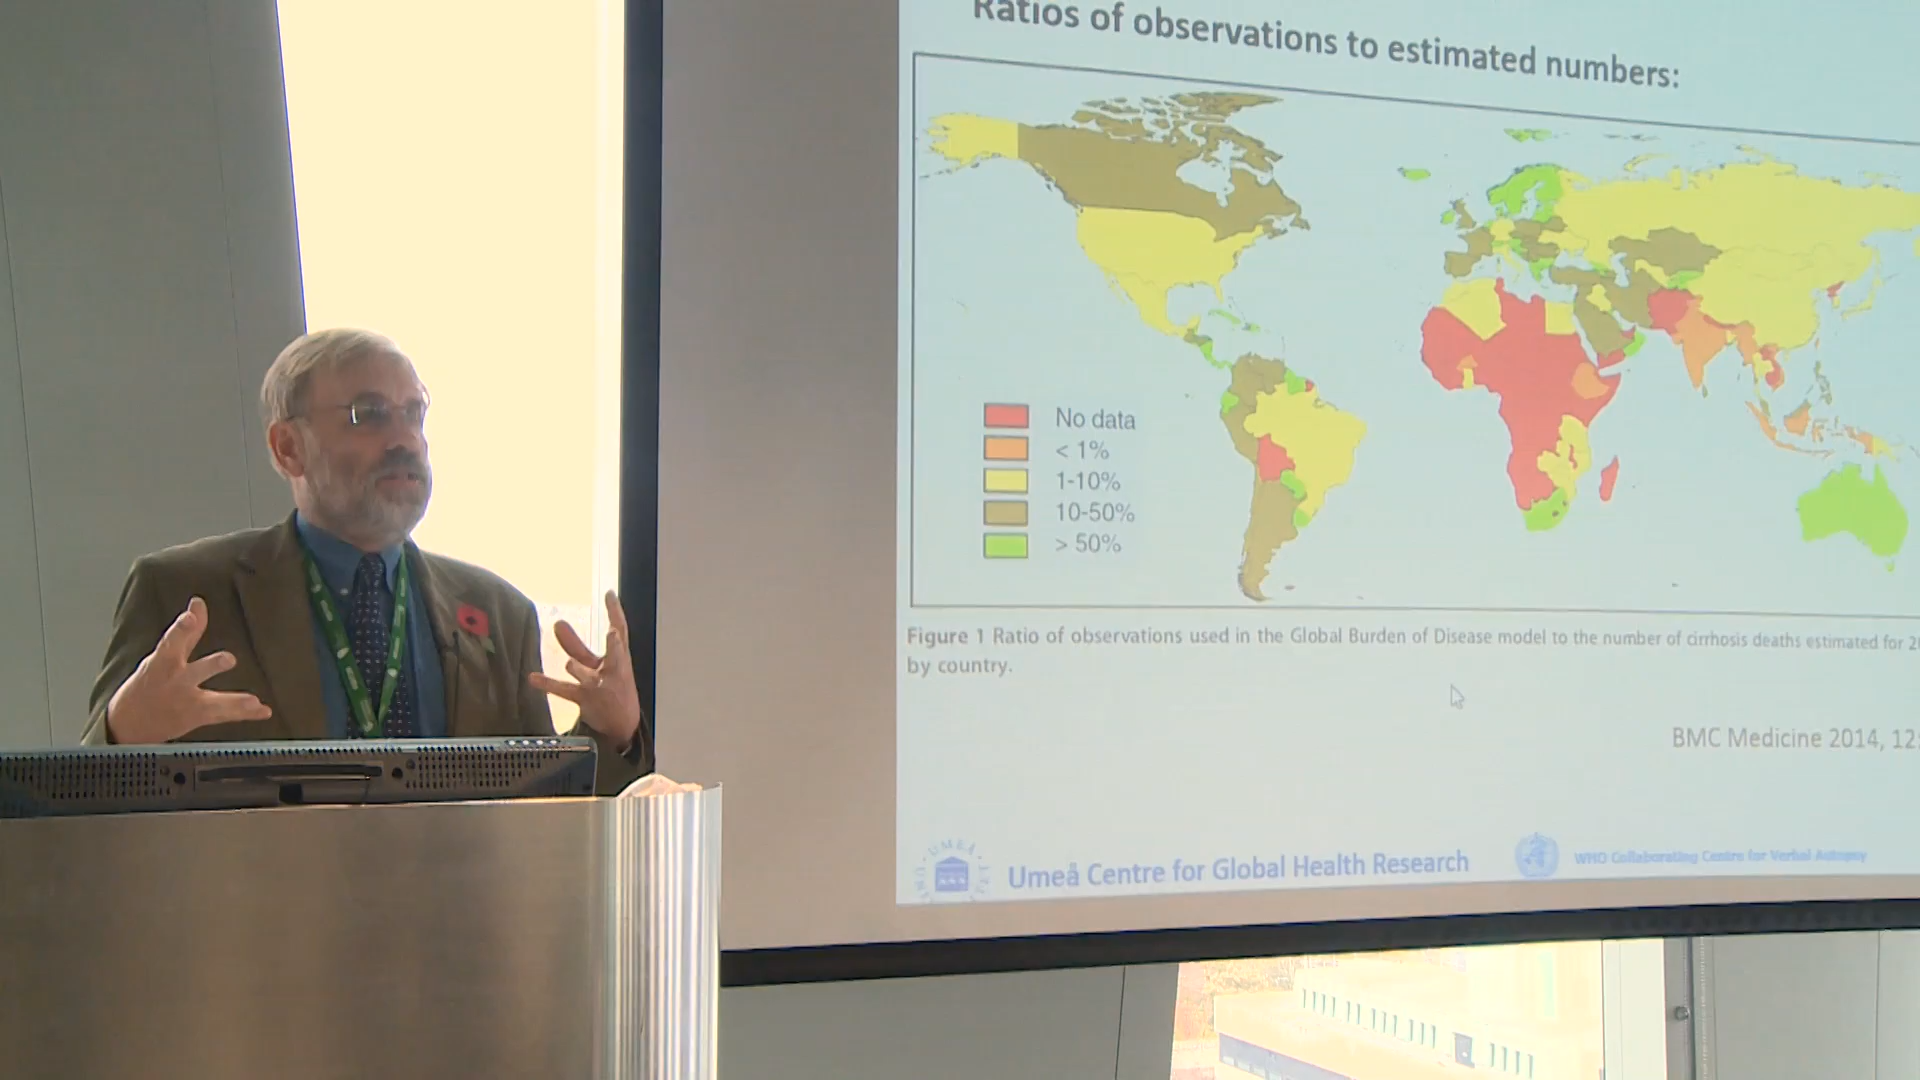 Ratios of observations to estimated numbers:
No data
< 1%
1-10%
10-50%
> 50%
Figure 1 Ratio of observations used in the Global Burden of Disease model to the number of cirrhosis deaths estimated for
by country.
BMC Medicine 2014, 12
UMEÅ
Umeå Centre for Global Health Research
WHO Collaborating Centre for Verbal Autopsy